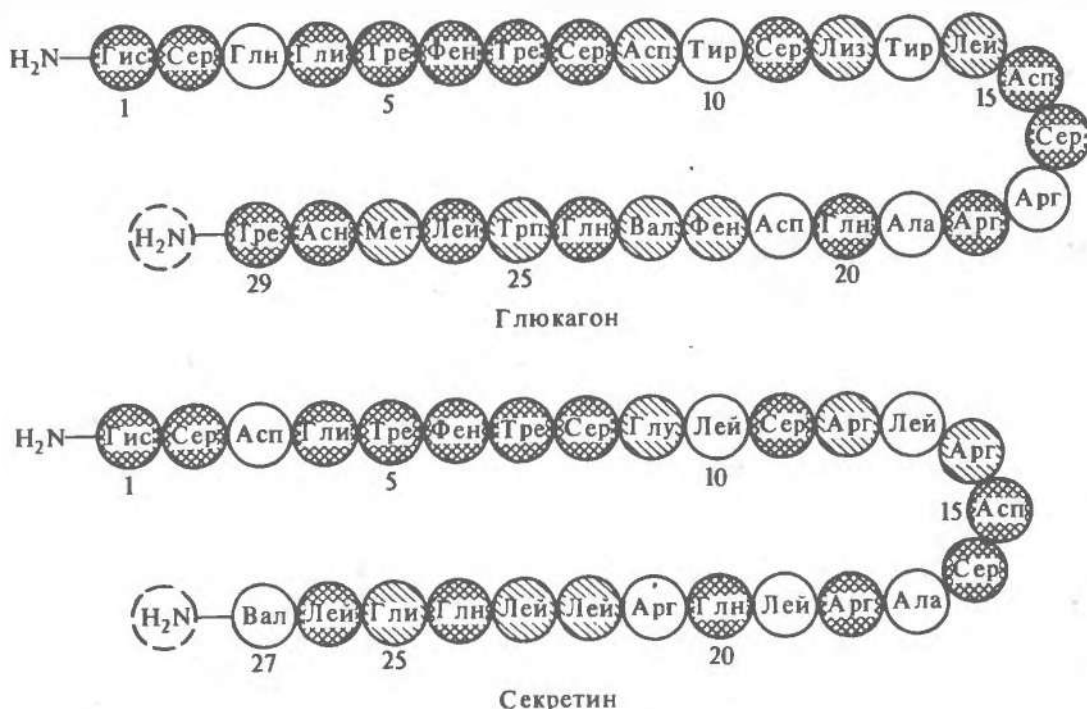 H₂N Гис Сер Глн Гли Тре Фен Тре Сер Асп Тир Сер Лиз Тир Лей
1 5 10 15 Асп
Сер
Арг
H₂N Тре Асн Мет Лей Трп Глн Вал Фен Асп Глн Ала Арг
29 25 20
Глюкагон
H₂N Гис Сер Асп Гли Тре Фен Тре Сер Глу Лей Сер Арг Лей Арг
1 5 10
15 Асп
Сер
H₂N Вал Лей Гли Глн Лей Лей Арг Глн Лей Арг Ала
27 25 20
Секретин